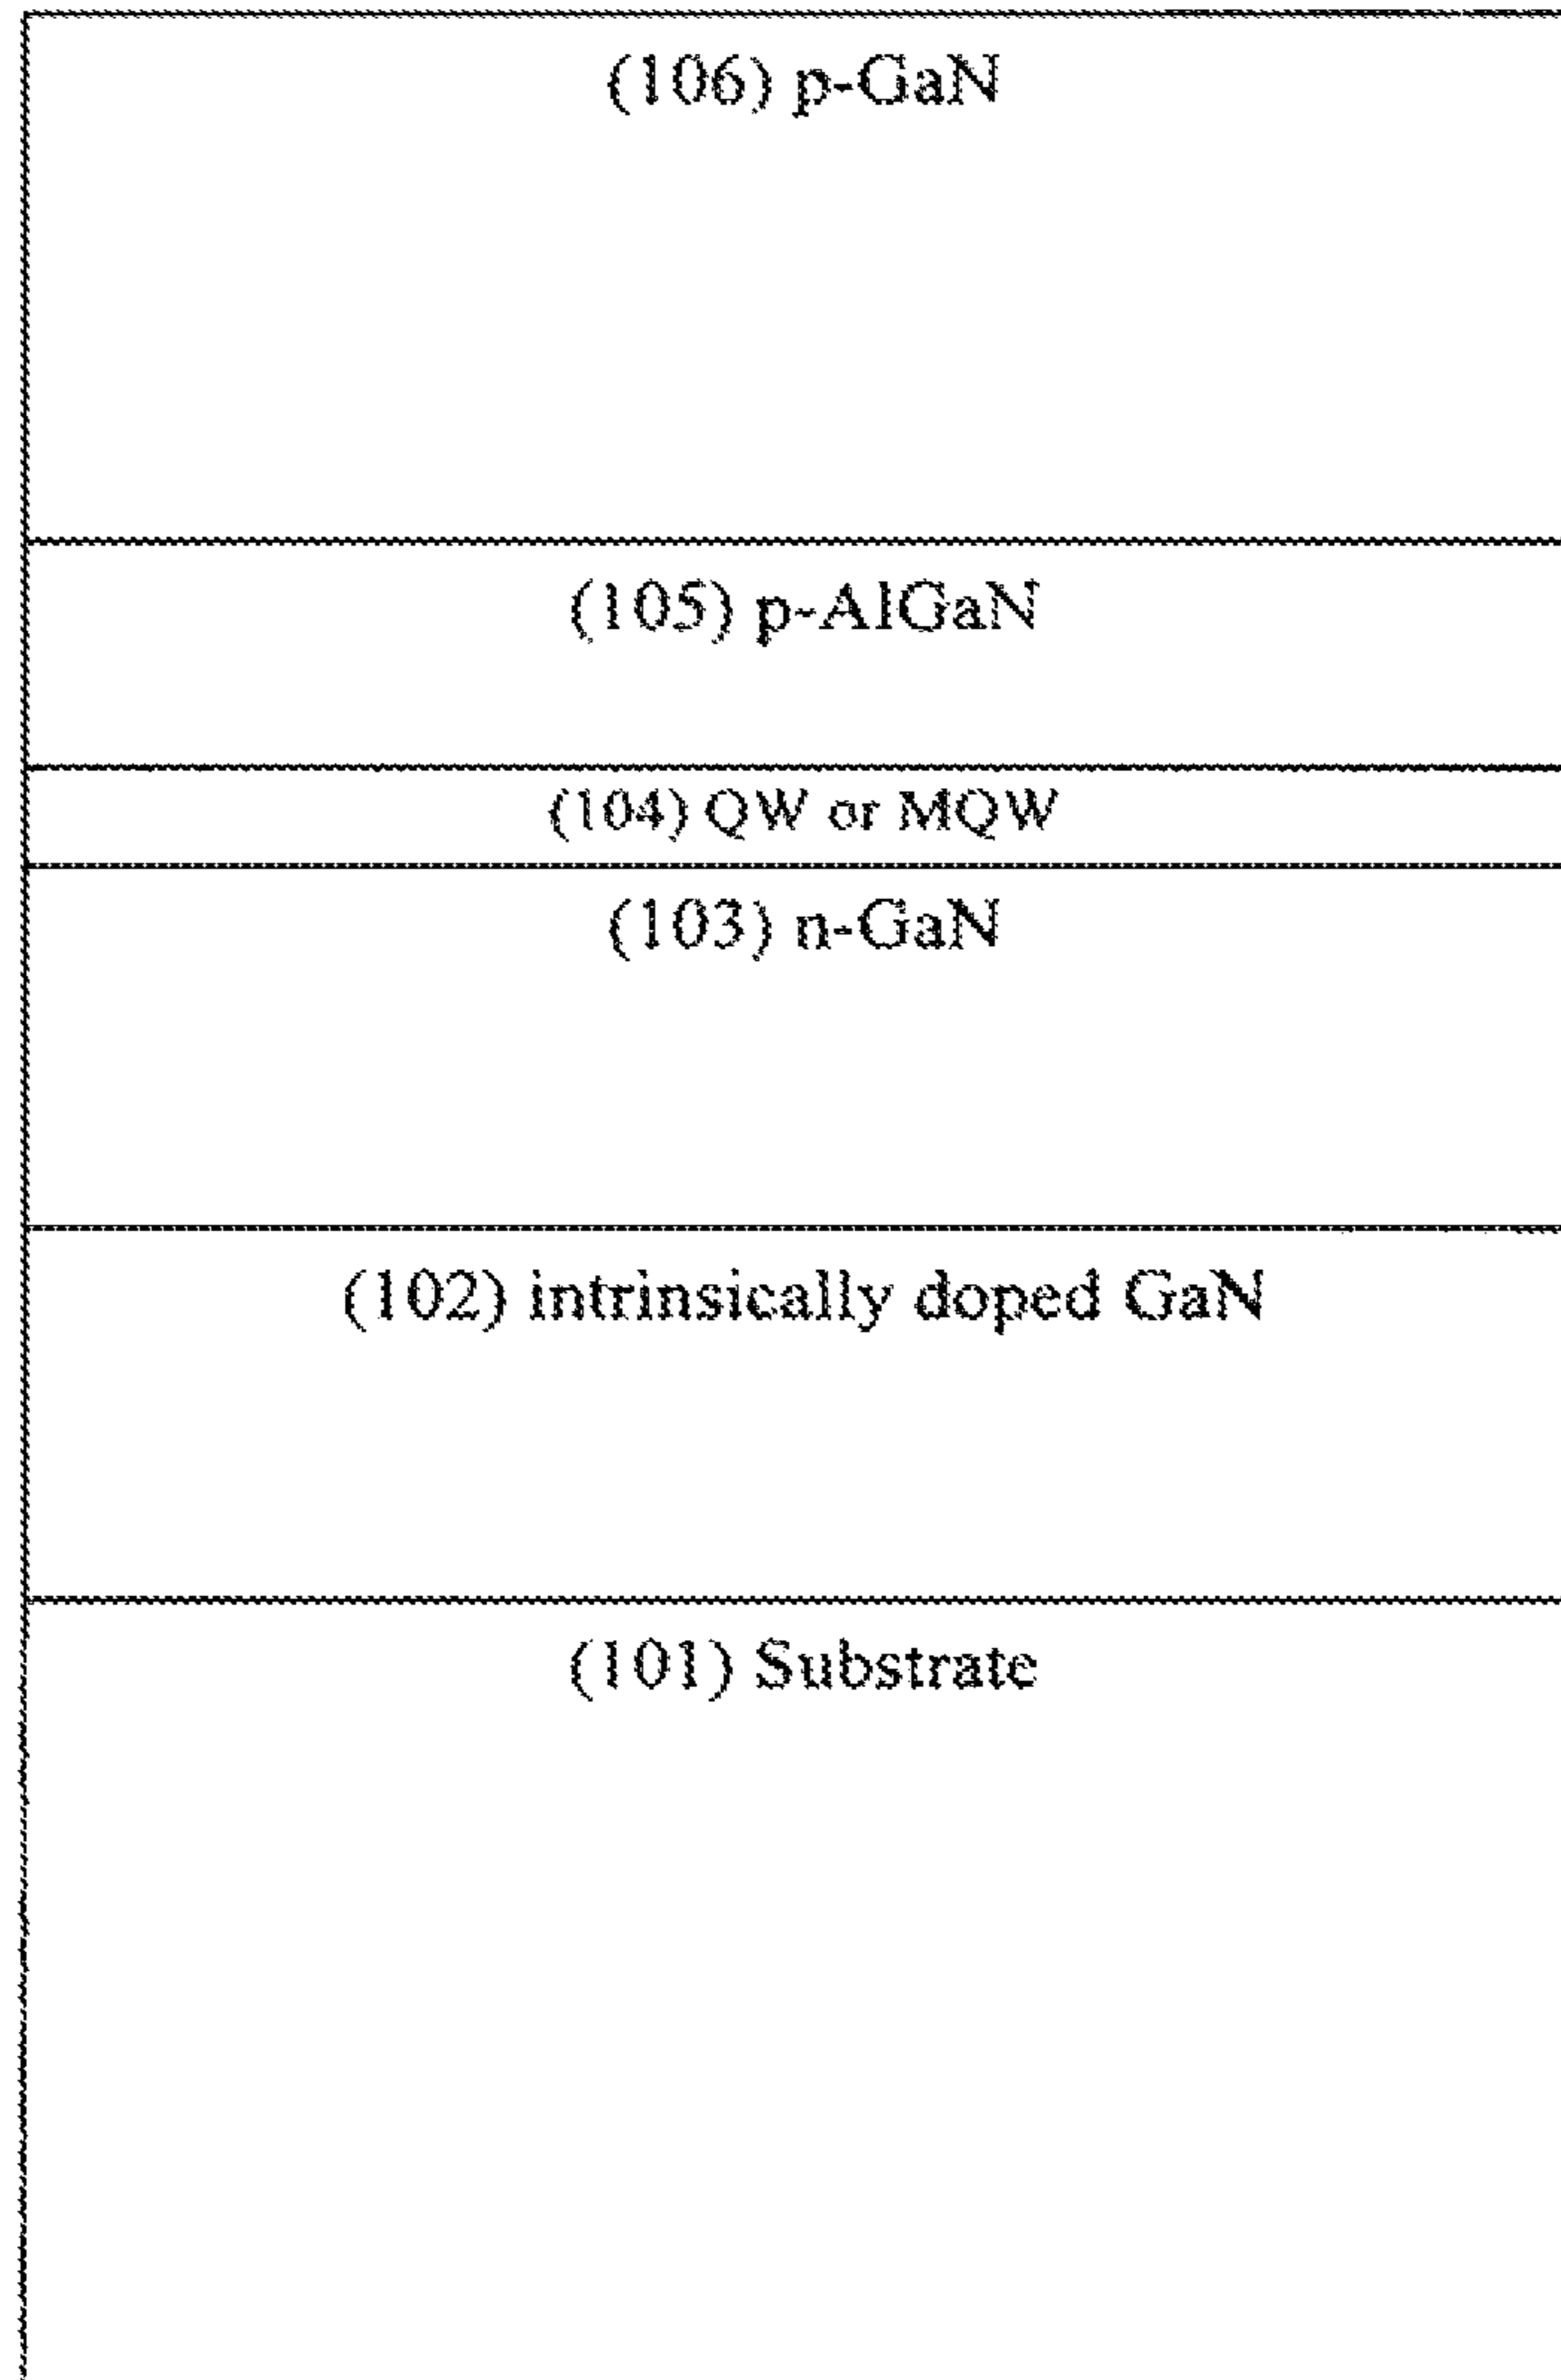 (106) p-GaN
(105) p-AlGaN
(104) QW or MQW
(103) n-GaN
(102) intrinsically doped GaN
(101) Substrate